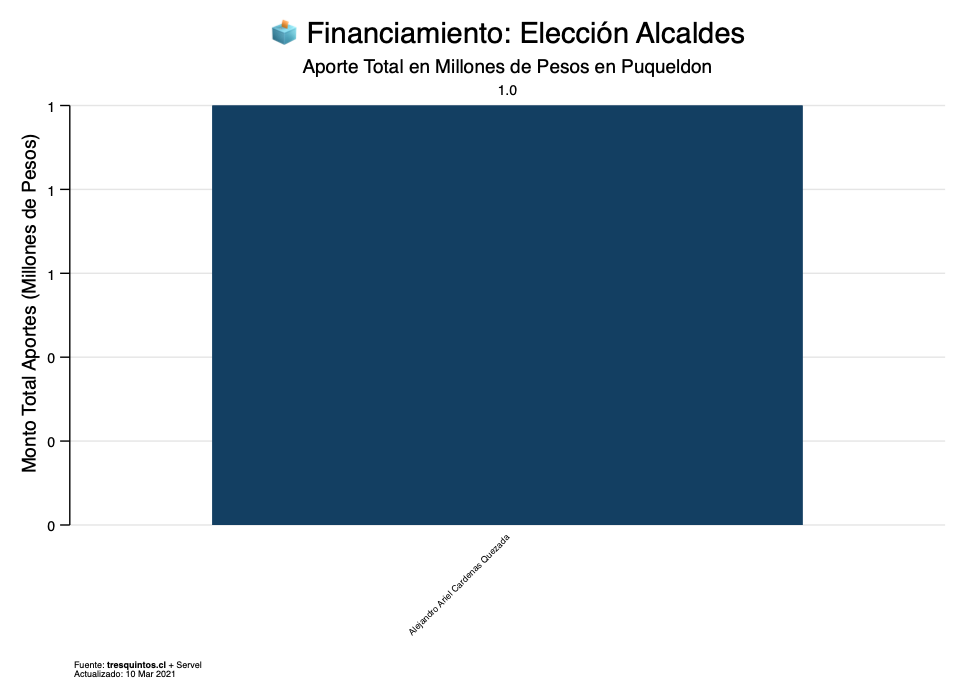 🗳️ Financiamiento: Elección Alcaldes
Aporte Total en Millones de Pesos en Puqueldon
1.0
Monto Total Aportes (Millones de Pesos)
1
1
1
0
0
0
Alejandro Ariel Cardenas Quezada
Fuente: tresquintos.cl + Servel
Actualizado: 10 Mar 2021